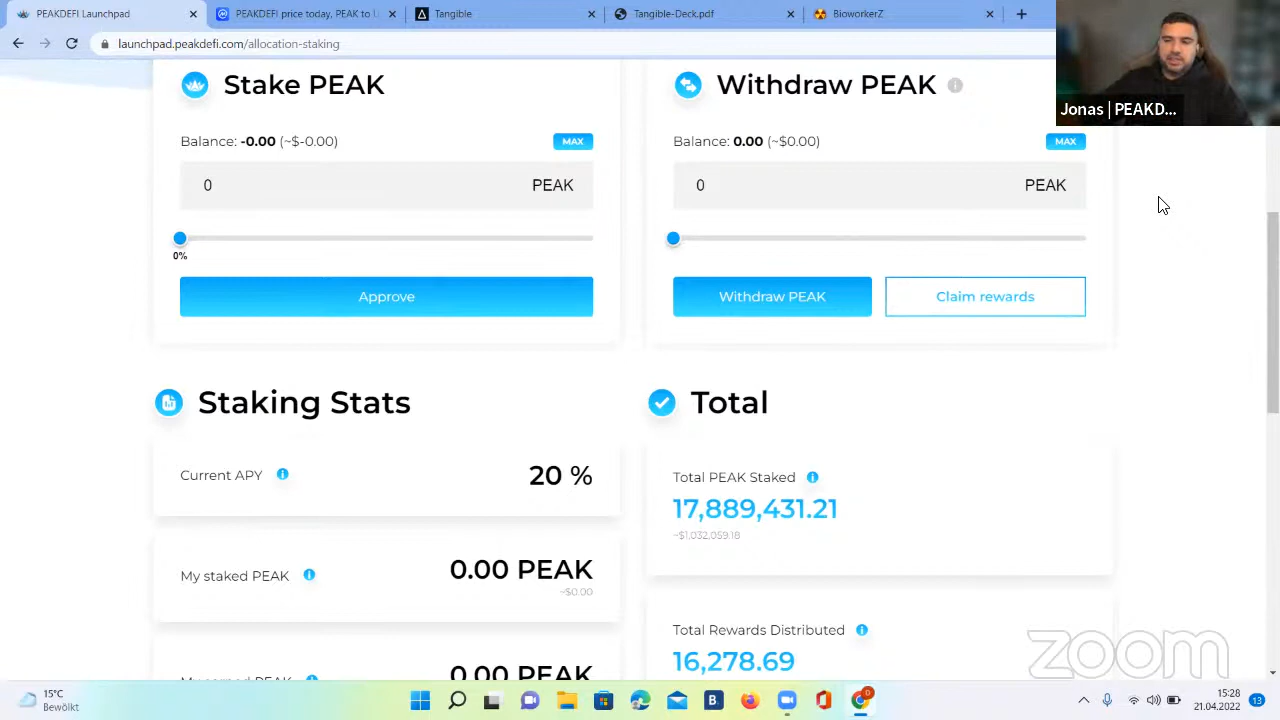 PEAKDEFI Launchpad
PEAK to U
Tangible
Tangible-Deck.pdf
BioworkerZ
launchpad.peakdefi.com/allocation-staking
Jonas | PEAKD...
Stake PEAK
Withdraw PEAK
Balance: -0.00 (~$-0.00)
MAX
Balance: 0.00 (~$0.00)
MAX
0
PEAK
0
PEAK
0%
Approve
Withdraw PEAK
Claim rewards
Staking Stats
Total
Current APY
20 %
Total PEAK Staked
17,889,431.21
~$1,032,059.18
My staked PEAK
0.00 PEAK
~$0.00
Total Rewards Distributed
16,278.69
0.00 PEAK
zoom
15°C
15:28
21.04.2022
13